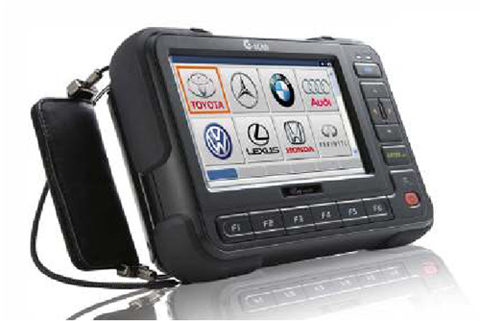 G-scan
TOYOTA
Audi
LEXUS HONDA INFINITI
F1 F2 F3 F4 F5 F6